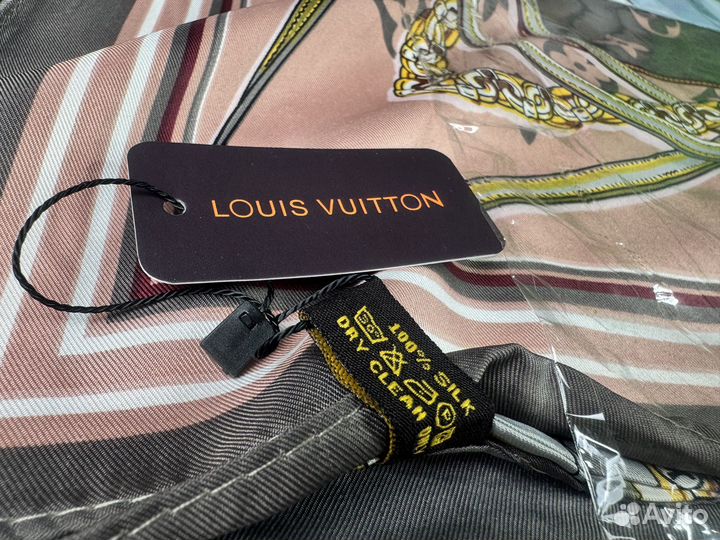 LOUIS VUITTON
100% SILK
DRY CLEAN
Avito